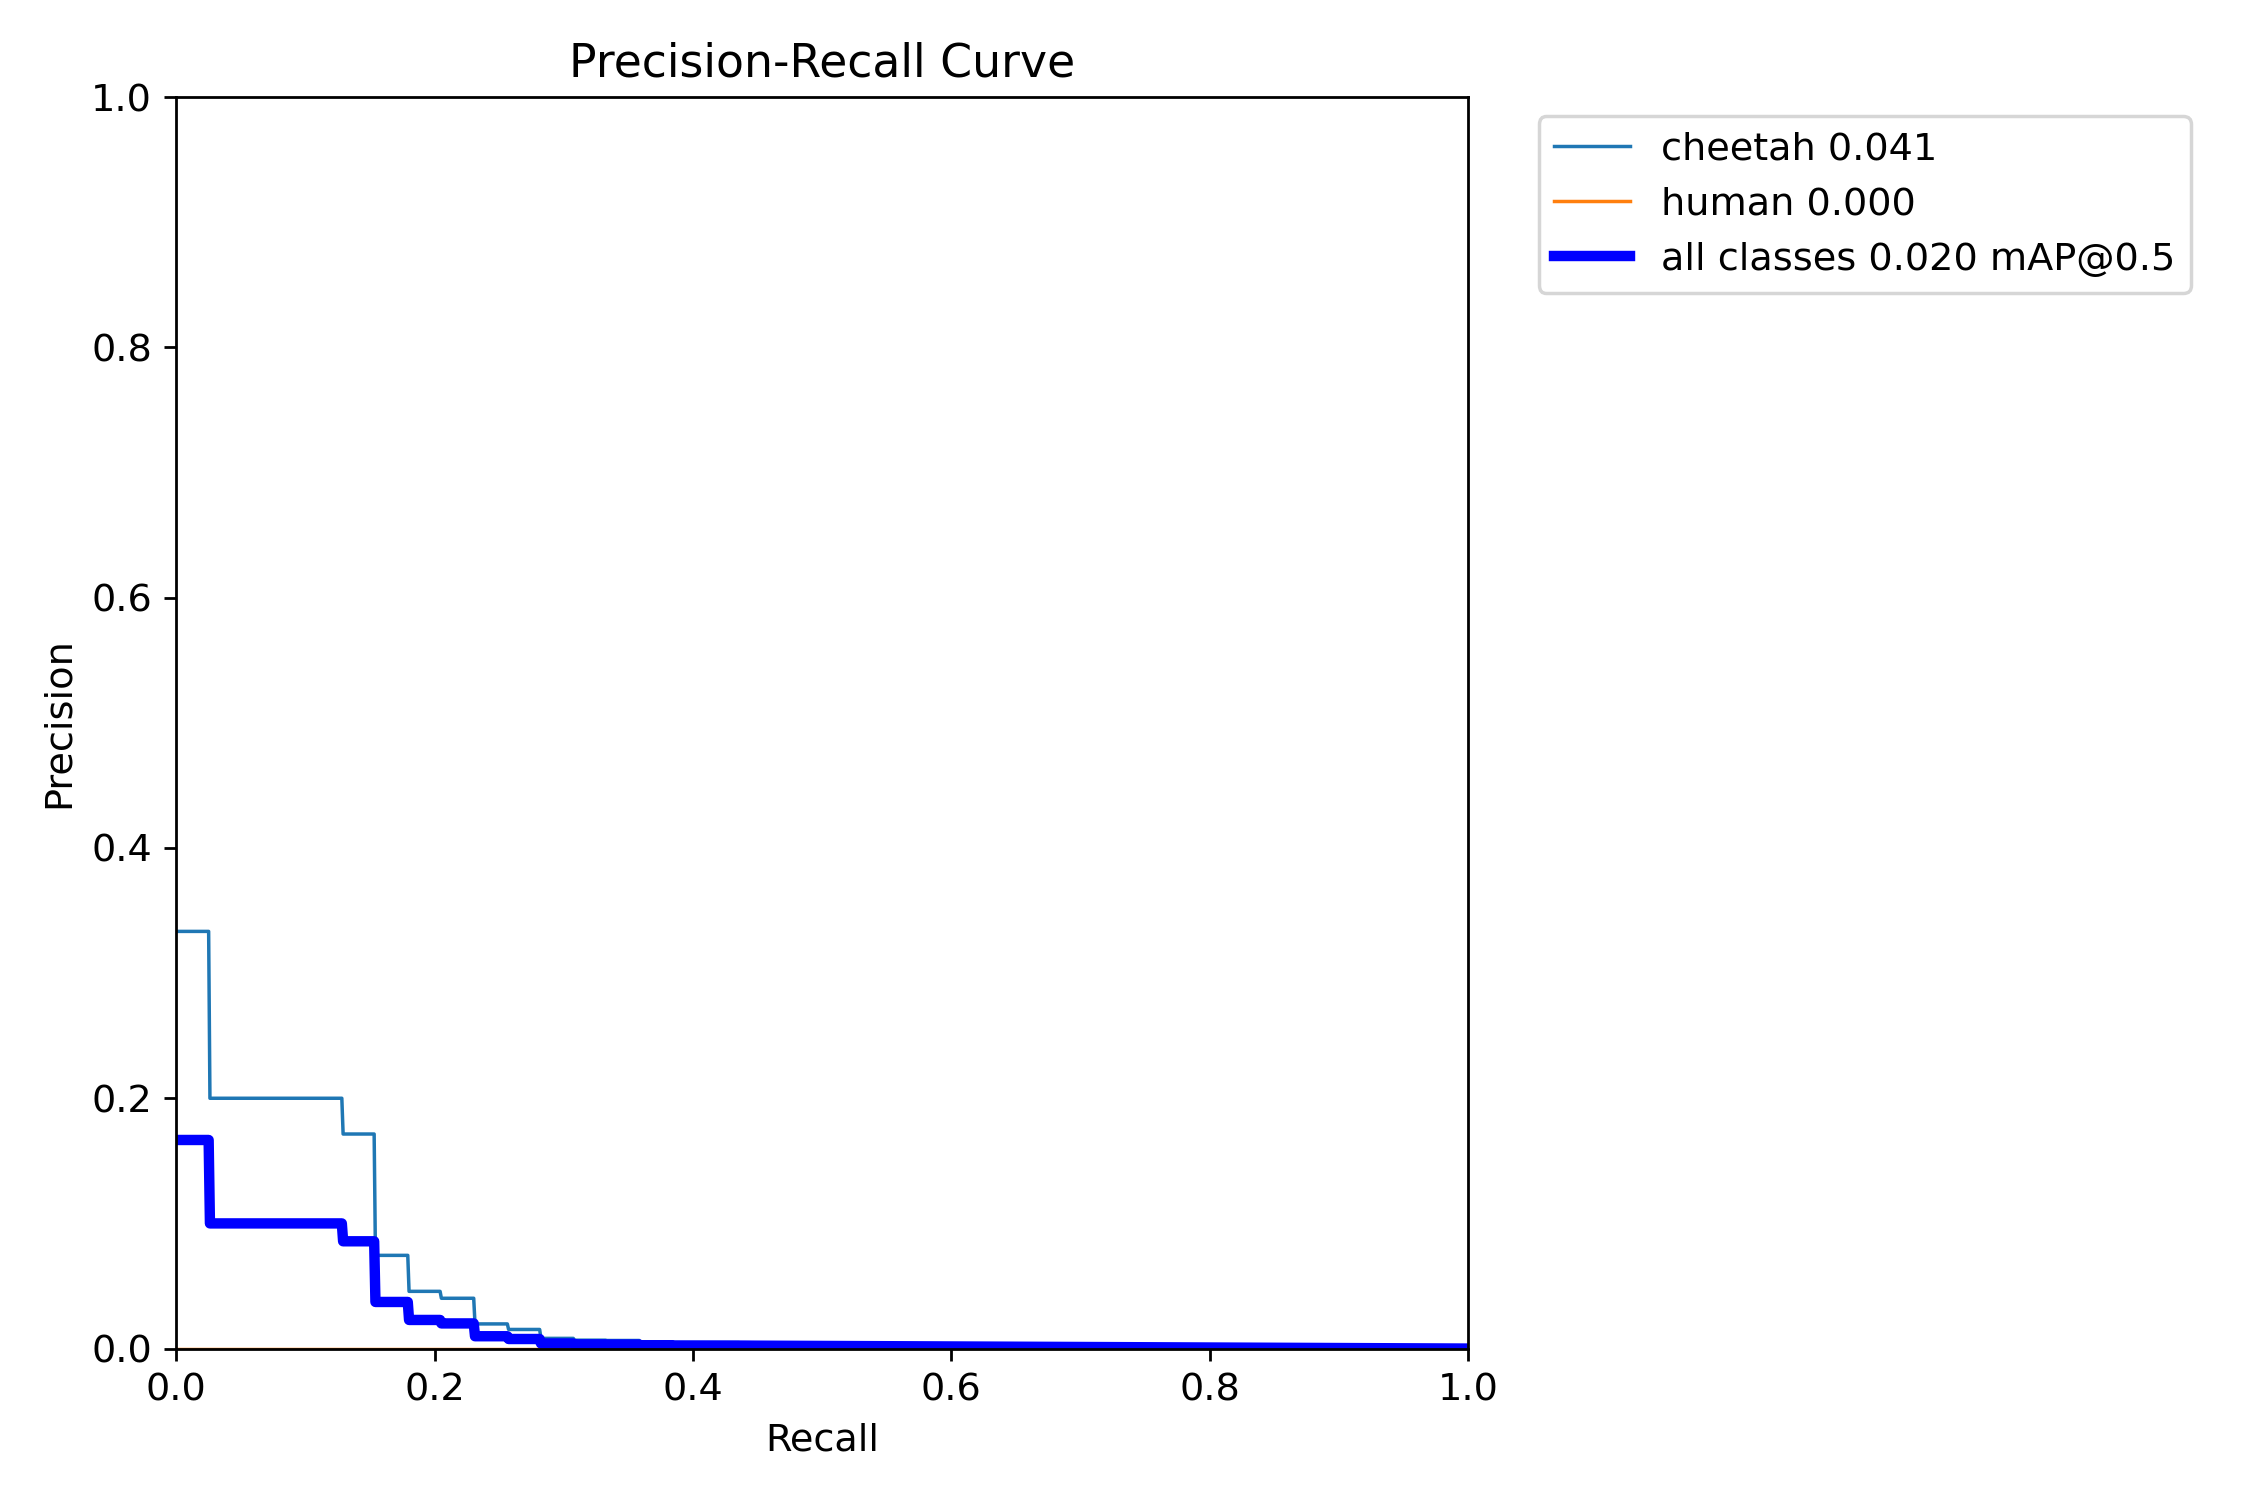 Precision-Recall Curve
1.0
0.8
0.6
0.4
0.2
0.0
Precision
0.0 0.2 0.4 0.6 0.8 1.0
Recall
cheetah 0.041
human 0.000
all classes 0.020 mAP@0.5